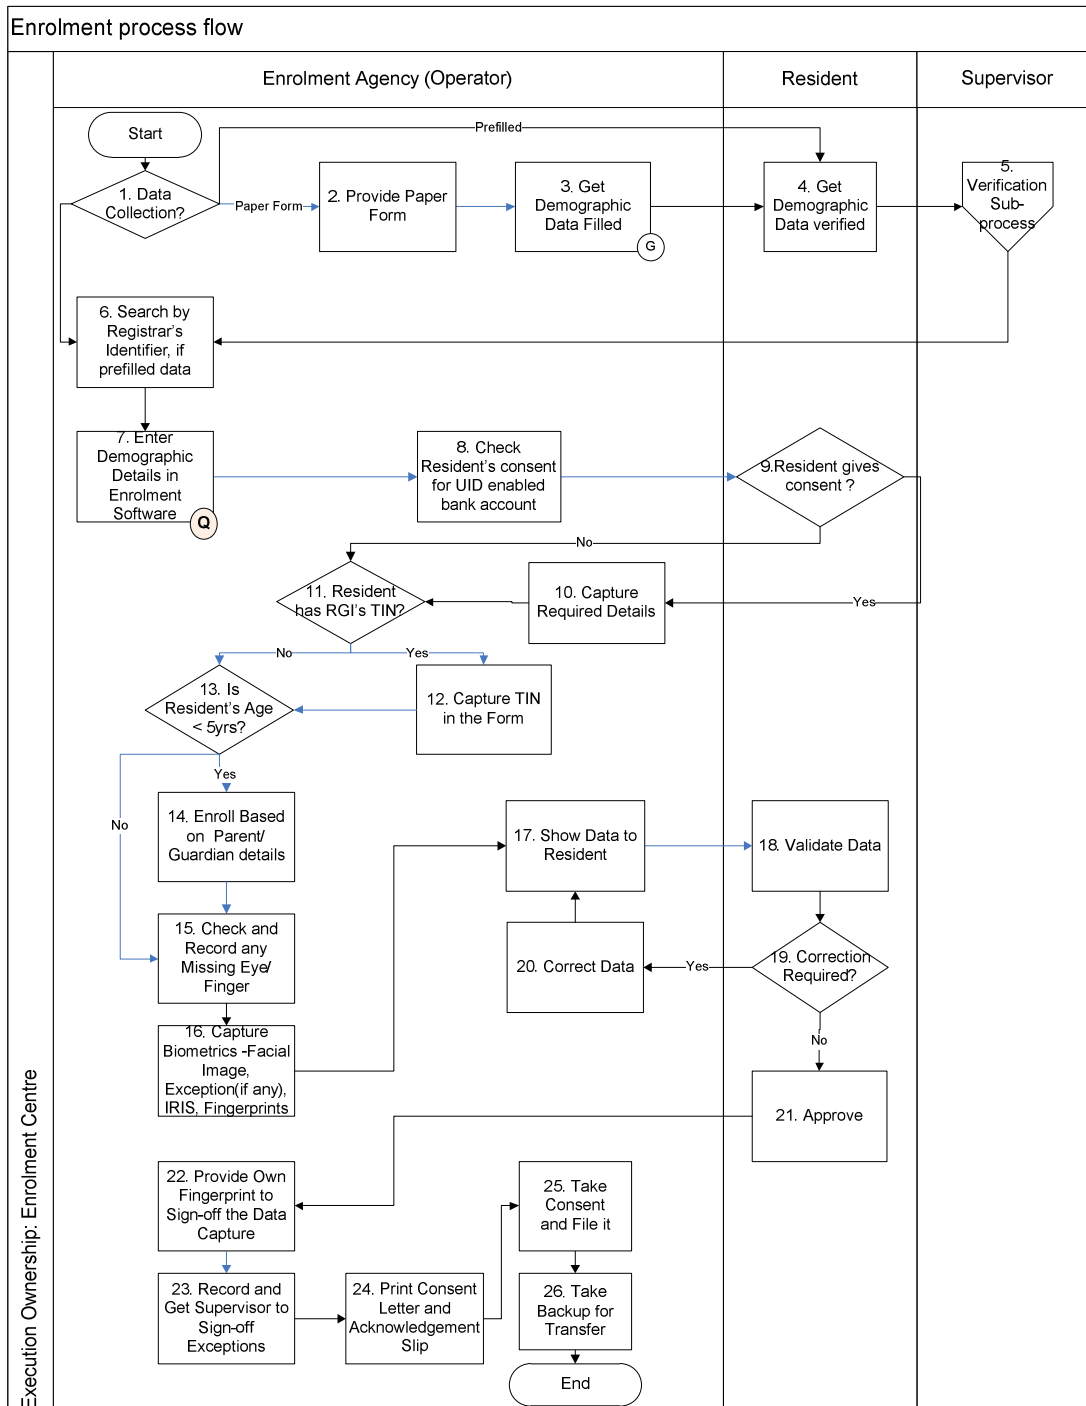 Enrolment process flow
Enrolment Agency (Operator)
Resident
Supervisor
Start
Prefilled
1. Data
Collection?
Paper Form
2. Provide Paper
Form
3. Get
Demographic
Data Filled
G
4. Get
Demographic
Data verified
5.
Verification
Sub-
process
6. Search by
Registrar's
Identifier, if
prefilled data
7. Enter
Demographic
Details in
Enrolment
Software
Q
8. Check
Resident's consent
for UID enabled
bank account
9.Resident gives
consent ?
No
Yes
10. Capture
Required Details
11. Resident
has RGI's TIN?
No
Yes
12. Capture TIN
in the Form
13. Is
Resident's Age
< 5yrs?
Yes
No
14. Enroll Based
on Parent/
Guardian details
15. Check and
Record any
Missing Eye/
Finger
16. Capture
Biometrics -Facial
Image,
Exception(if any),
IRIS, Fingerprints
17. Show Data to
Resident
18. Validate Data
19. Correction
Required?
Yes
20. Correct Data
No
21. Approve
22. Provide Own
Fingerprint to
Sign-off the Data
Capture
23. Record and
Get Supervisor to
Sign-off
Exceptions
24. Print Consent
Letter and
Acknowledgement
Slip
25. Take
Consent
and File it
26. Take
Backup for
Transfer
End
Execution Ownership: Enrolment Centre